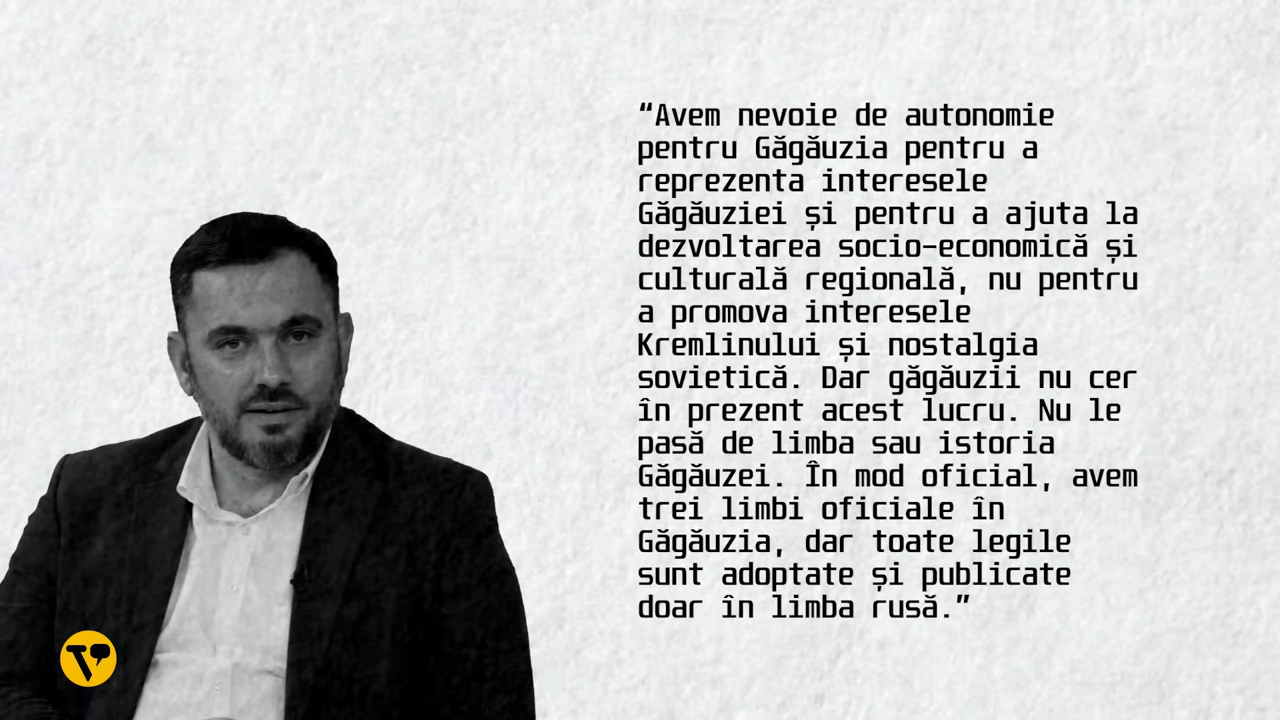 “Avem nevoie de autonomie
pentru Găgăuzia pentru a
reprezenta interesele
Găgăuziei și pentru a ajuta la
dezvoltarea socio-economică și
culturală regională, nu pentru
a promova interesele
Kremlinului și nostalgia
sovietică. Dar găgăuzii nu cer
în prezent acest lucru. Nu le
pasă de limba sau istoria
Găgăuzei. În mod oficial, avem
trei limbi oficiale în
Găgăuzia, dar toate legile
sunt adoptate și publicate
doar în limba rusă.”